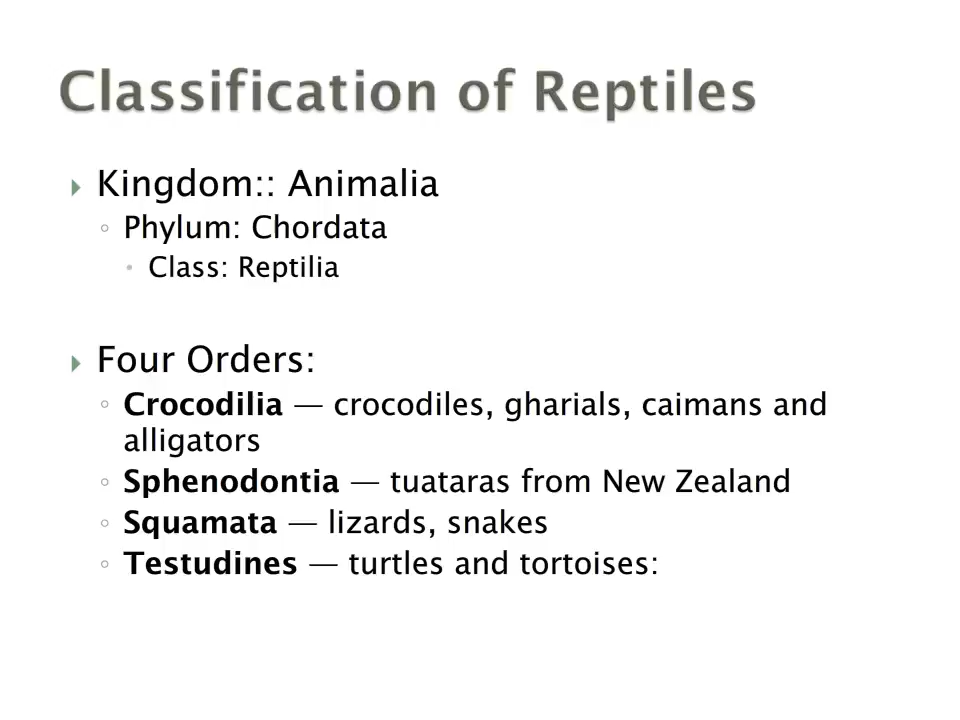 Classification of Reptiles
Kingdom:: Animalia
Phylum: Chordata
Class: Reptilia
Four Orders:
Crocodilia — crocodiles, gharials, caimans and
alligators
Sphenodontia — tuataras from New Zealand
Squamata — lizards, snakes
Testudines — turtles and tortoises: